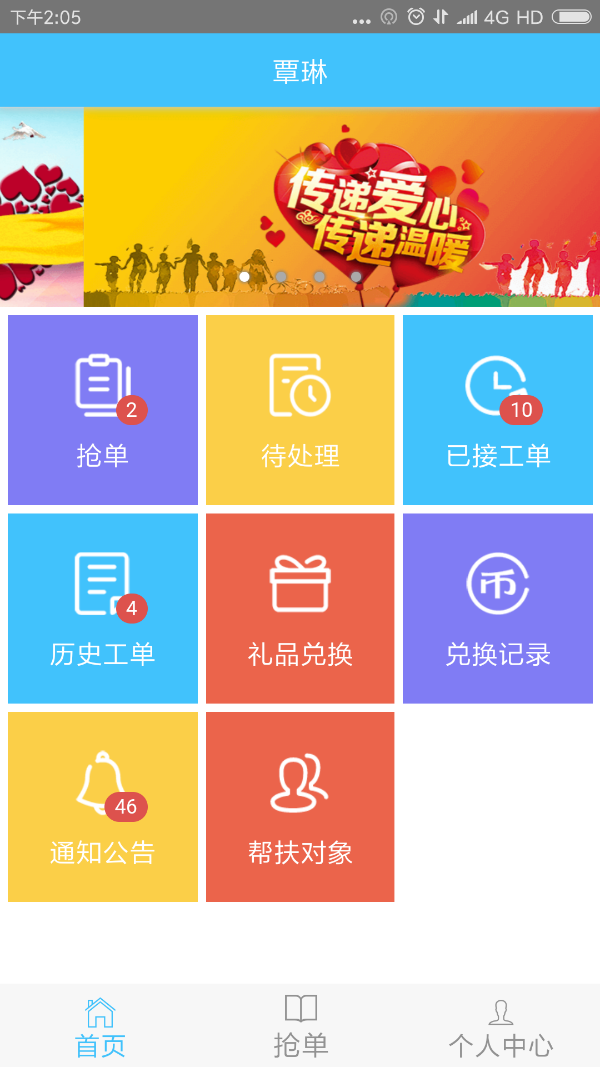 下午2:05
4G HD
覃琳
传递爱心
传递温暖
2
抢单
待处理
10
已接工单
4
历史工单
礼品兑换
币
兑换记录
46
通知公告
帮扶对象
首页
抢单
个人中心